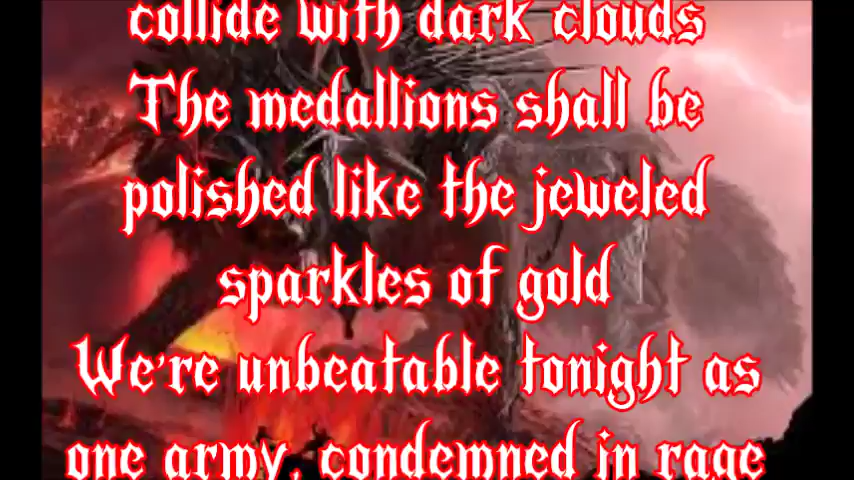 collide with dark clouds
The medallions shall be
polished like the jeweled
sparkles of gold
We're unbeatable tonight as
one army, condemned in rage